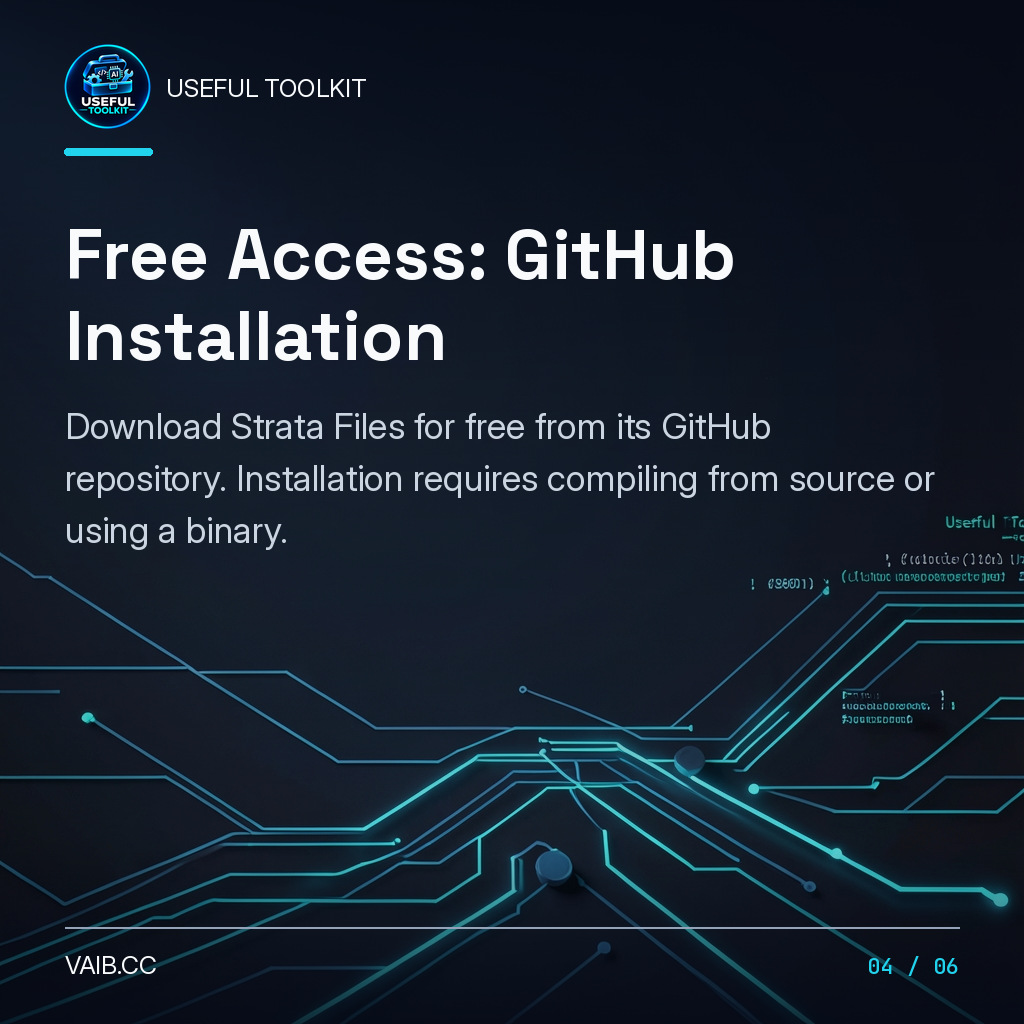 AI
USEFUL
TOOLKIT
USEFUL TOOLKIT
Free Access: GitHub
Installation
Download Strata Files for free from its GitHub
repository. Installation requires compiling from source or
using a binary.
VAIB.CC
04 / 06